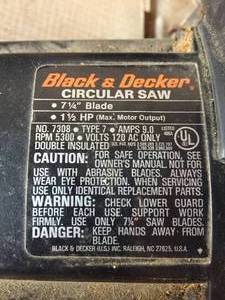 Black & Decker
CIRCULAR SAW
• 7¼" Blade
• 1½ HP (Max. Motor Output)
NO. 7308 • TYPE 7 • AMPS 9.0
RPM 5300 • VOLTS 120 AC ONLY
DOUBLE INSULATED
CAUTION: FOR SAFE OPERATION, SEE
OWNER'S MANUAL. NOT FOR
USE WITH ABRASIVE BLADES. ALWAYS
WEAR EYE PROTECTION. WHEN SERVICING
USE ONLY IDENTICAL REPLACEMENT PARTS.
WARNING: CHECK LOWER GUARD
BEFORE EACH USE. SUPPORT WORK
FIRMLY. USE ONLY 7¼" SAW BLADES.
DANGER: KEEP HANDS AWAY FROM
BLADE.
BLACK & DECKER (U.S.) INC. RALEIGH, NC 27625, U.S.A.
LISTED
UL